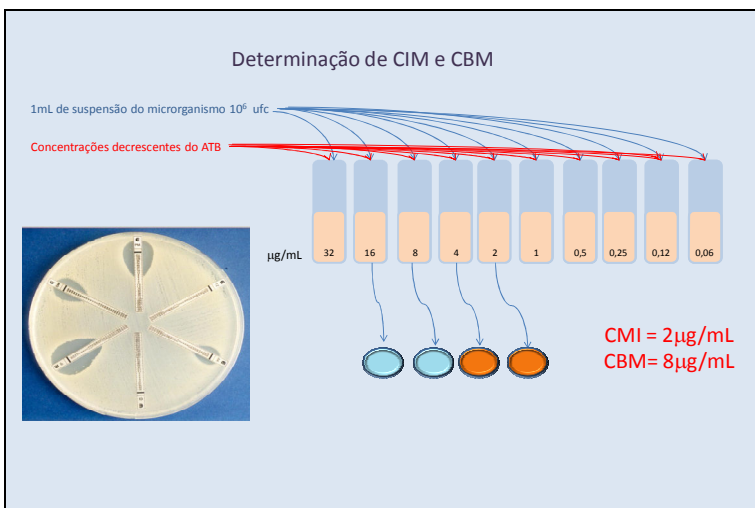 Determinação de CIM e CBM
1mL de suspensão do microrganismo 10⁶ ufc
Concentrações decrescentes do ATB
µg/mL 32 16 8 4 2 1 0,5 0,25 0,12 0,06
CMI = 2µg/mL
CBM= 8µg/mL